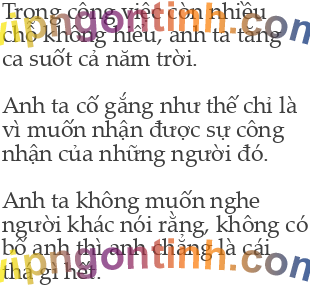 Trong công việc còn nhiều
chỗ không hiểu, anh ta tăng
ca suốt cả năm trời.
Anh ta cố gắng như thế chỉ là
vì muốn nhận được sự công
nhận của những người đó.
Anh ta không muốn nghe
người khác nói rằng, không có
bố anh thì anh chẳng là cái
thá gì hết.
upngontinh.com
upngontinh.com